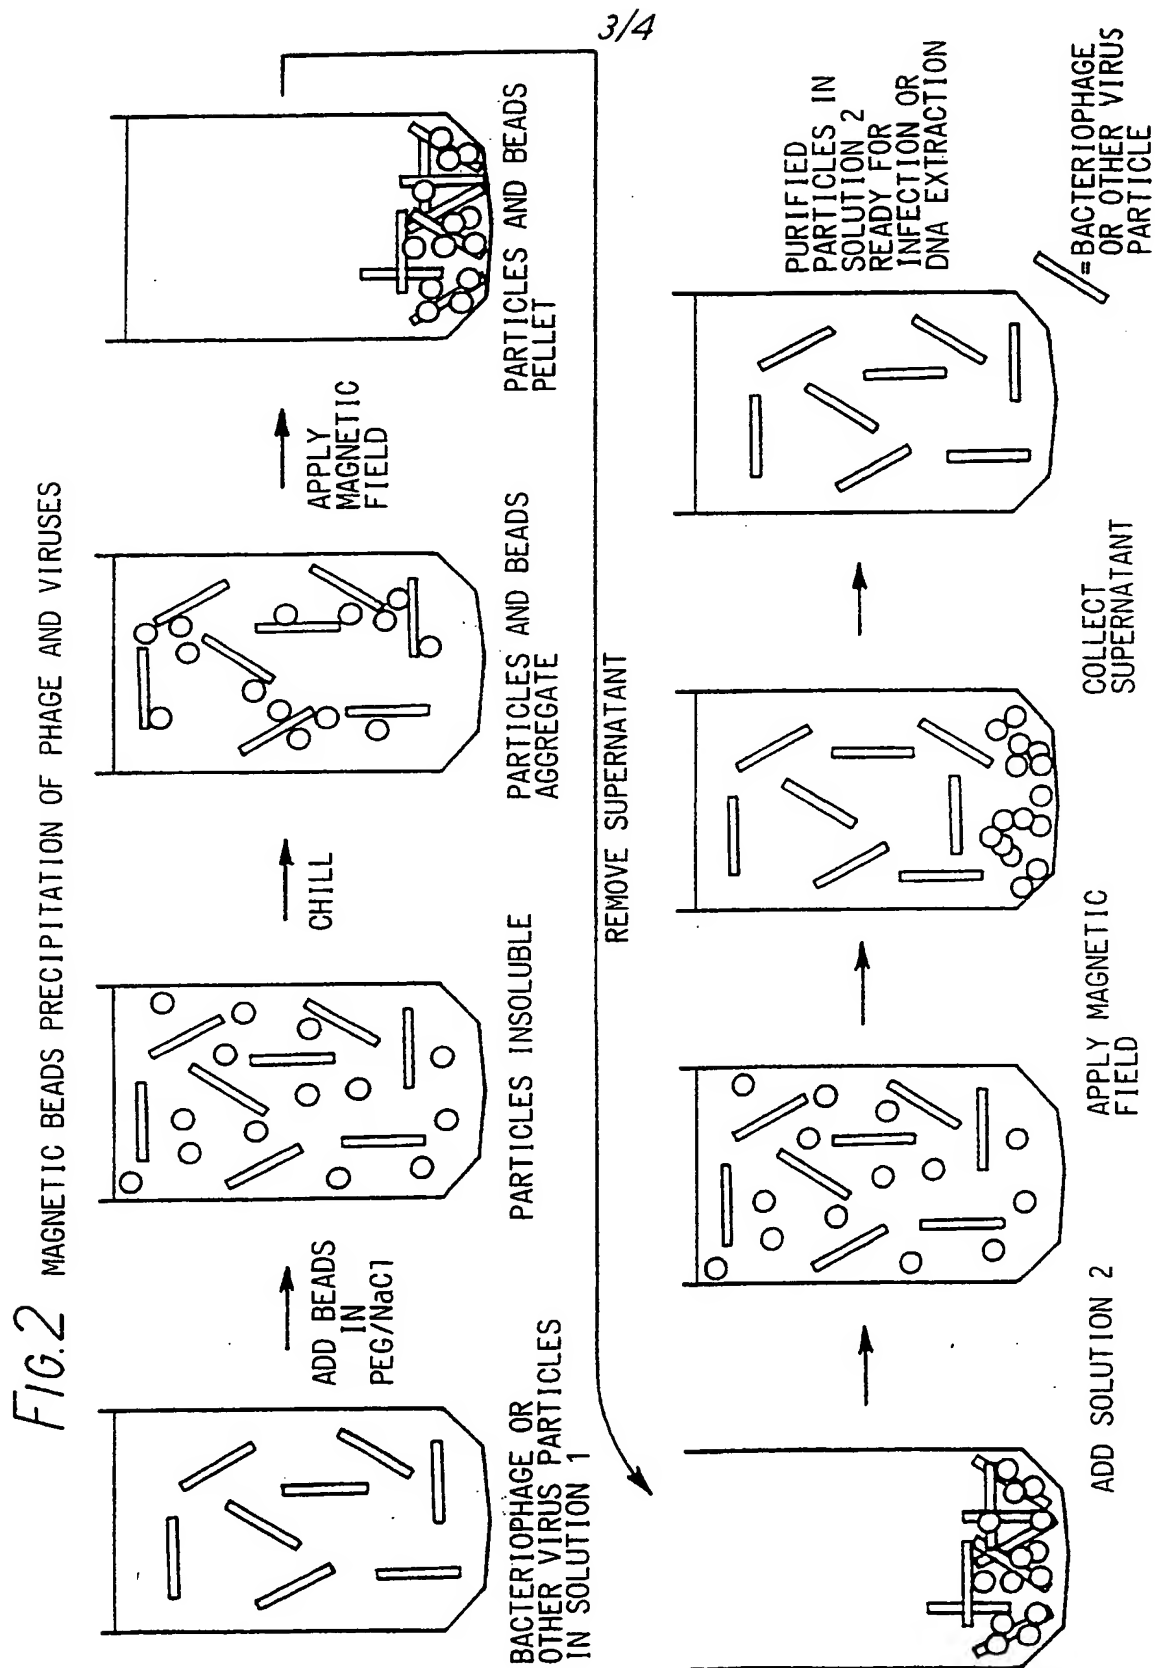 3/4
FIG.2 MAGNETIC BEADS PRECIPITATION OF PHAGE AND VIRUSES
BACTERIOPHAGE OR
OTHER VIRUS PARTICLES
IN SOLUTION 1
ADD BEADS
IN
PEG/NaCl
PARTICLES INSOLUBLE
CHILL
PARTICLES AND BEADS
AGGREGATE
APPLY
MAGNETIC
FIELD
PARTICLES AND BEADS
PELLET
REMOVE SUPERNATANT
ADD SOLUTION 2
APPLY MAGNETIC
FIELD
COLLECT
SUPERNATANT
PURIFIED
PARTICLES IN
SOLUTION 2
READY FOR
INFECTION OR
DNA EXTRACTION
=BACTERIOPHAGE
OR OTHER VIRUS
PARTICLE